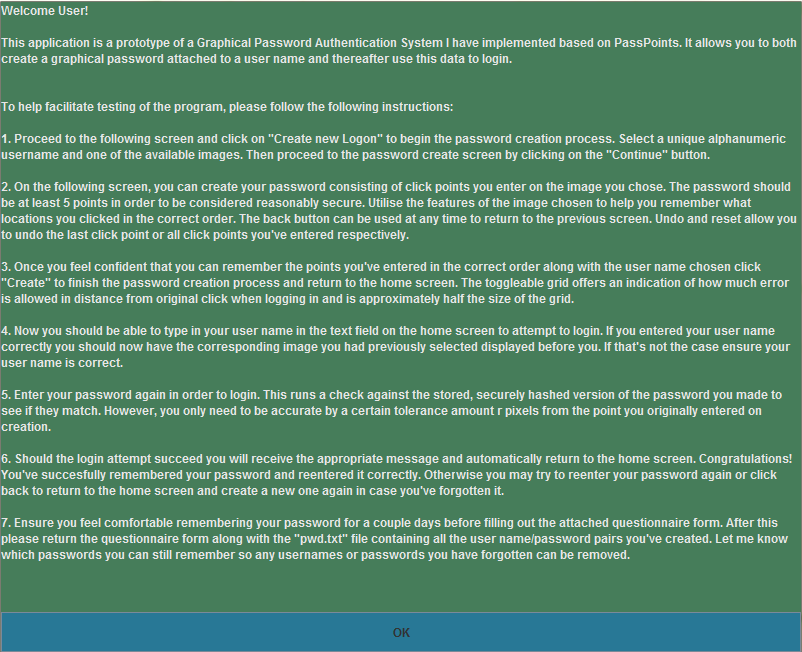 Welcome User!
This application is a prototype of a Graphical Password Authentication System I have implemented based on PassPoints. It allows you to both
create a graphical password attached to a user name and thereafter use this data to login.
To help facilitate testing of the program, please follow the following instructions:
1. Proceed to the following screen and click on "Create new Logon" to begin the password creation process. Select a unique alphanumeric
username and one of the available images. Then proceed to the password create screen by clicking on the "Continue" button.
2. On the following screen, you can create your password consisting of click points you enter on the image you chose. The password should
be at least 5 points in order to be considered reasonably secure. Utilise the features of the image chosen to help you remember what
locations you clicked in the correct order. The back button can be used at any time to return to the previous screen. Undo and reset allow you
to undo the last click point or all click points you've entered respectively.
3. Once you feel confident that you can remember the points you've entered in the correct order along with the user name chosen click
"Create" to finish the password creation process and return to the home screen. The toggleable grid offers an indication of how much error
is allowed in distance from original click when logging in and is approximately half the size of the grid.
4. Now you should be able to type in your user name in the text field on the home screen to attempt to login. If you entered your user name
correctly you should now have the corresponding image you had previously selected displayed before you. If that's not the case ensure your
user name is correct.
5. Enter your password again in order to login. This runs a check against the stored, securely hashed version of the password you made to
see if they match. However, you only need to be accurate by a certain tolerance amount r pixels from the point you originally entered on
creation.
6. Should the login attempt succeed you will receive the appropriate message and automatically return to the home screen. Congratulations!
You've succesfully remembered your password and reentered it correctly. Otherwise you may try to reenter your password again or click
back to return to the home screen and create a new one again in case you've forgotten it.
7. Ensure you feel comfortable remembering your password for a couple days before filling out the attached questionnaire form. After this
please return the questionnaire form along with the "pwd.txt" file containing all the user name/password pairs you've created. Let me know
which passwords you can still remember so any usernames or passwords you have forgotten can be removed.
OK